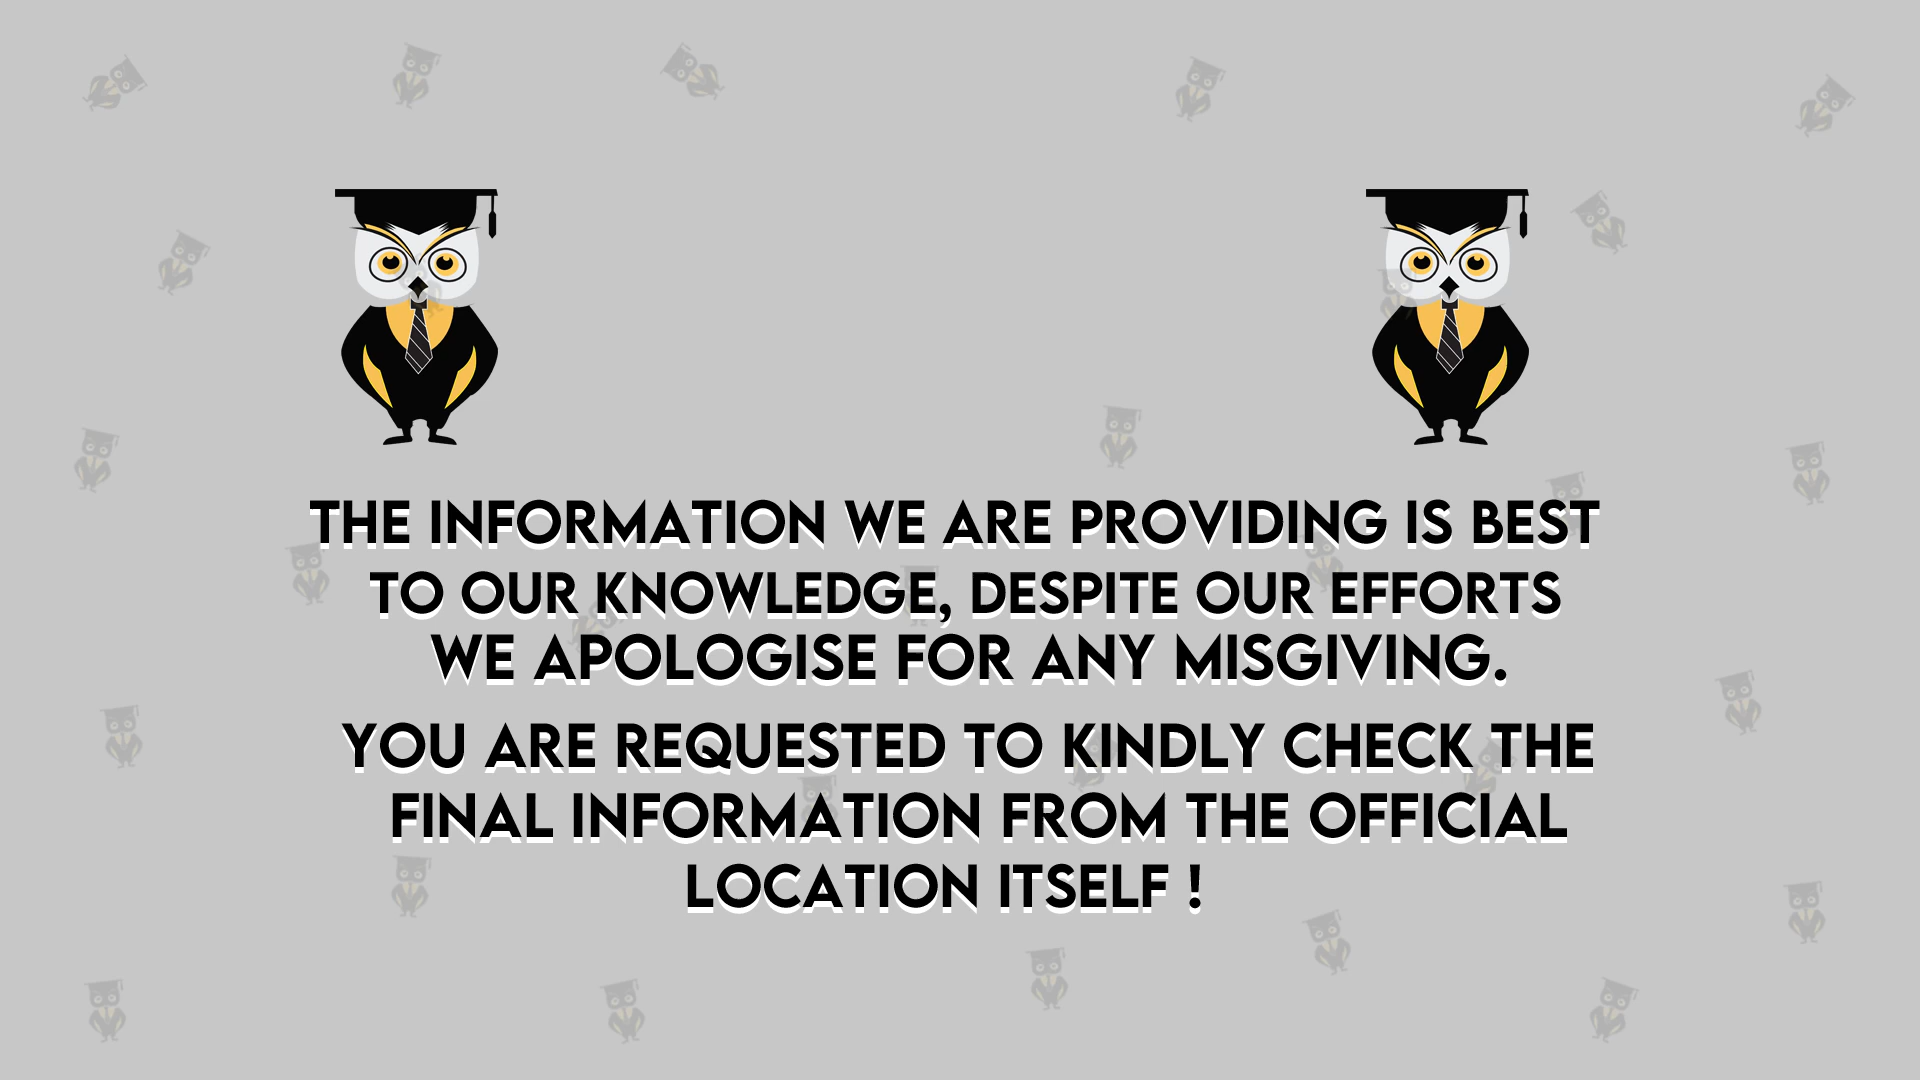 THE INFORMATION WE ARE PROVIDING IS BEST
TO OUR KNOWLEDGE, DESPITE OUR EFFORTS
WE APOLOGISE FOR ANY MISGIVING.
YOU ARE REQUESTED TO KINDLY CHECK THE
FINAL INFORMATION FROM THE OFFICIAL
LOCATION ITSELF !